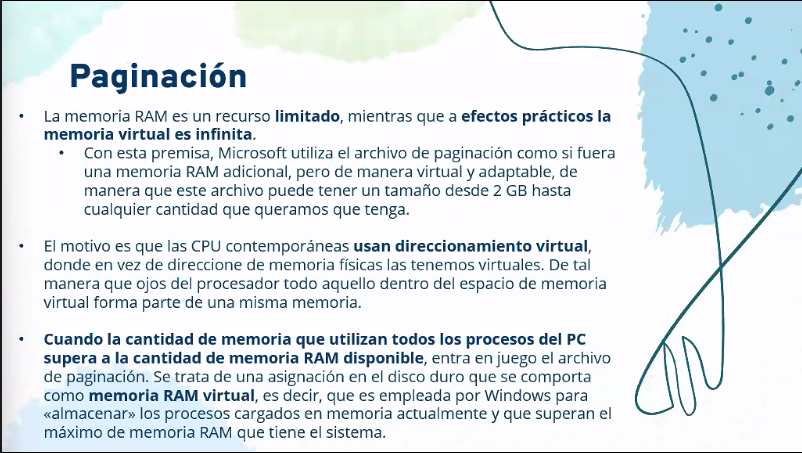 Paginación
• La memoria RAM es un recurso limitado, mientras que a efectos prácticos la
memoria virtual es infinita.
• Con esta premisa, Microsoft utiliza el archivo de paginación como si fuera
una memoria RAM adicional, pero de manera virtual y adaptable, de
manera que este archivo puede tener un tamaño desde 2 GB hasta
cualquier cantidad que queramos que tenga.
• El motivo es que las CPU contemporáneas usan direccionamiento virtual,
donde en vez de direccione de memoria físicas las tenemos virtuales. De tal
manera que ojos del procesador todo aquello dentro del espacio de memoria
virtual forma parte de una misma memoria.
• Cuando la cantidad de memoria que utilizan todos los procesos del PC
supera a la cantidad de memoria RAM disponible, entra en juego el archivo
de paginación. Se trata de una asignación en el disco duro que se comporta
como memoria RAM virtual, es decir, que es empleada por Windows para
«almacenar» los procesos cargados en memoria actualmente y que superan el
máximo de memoria RAM que tiene el sistema.